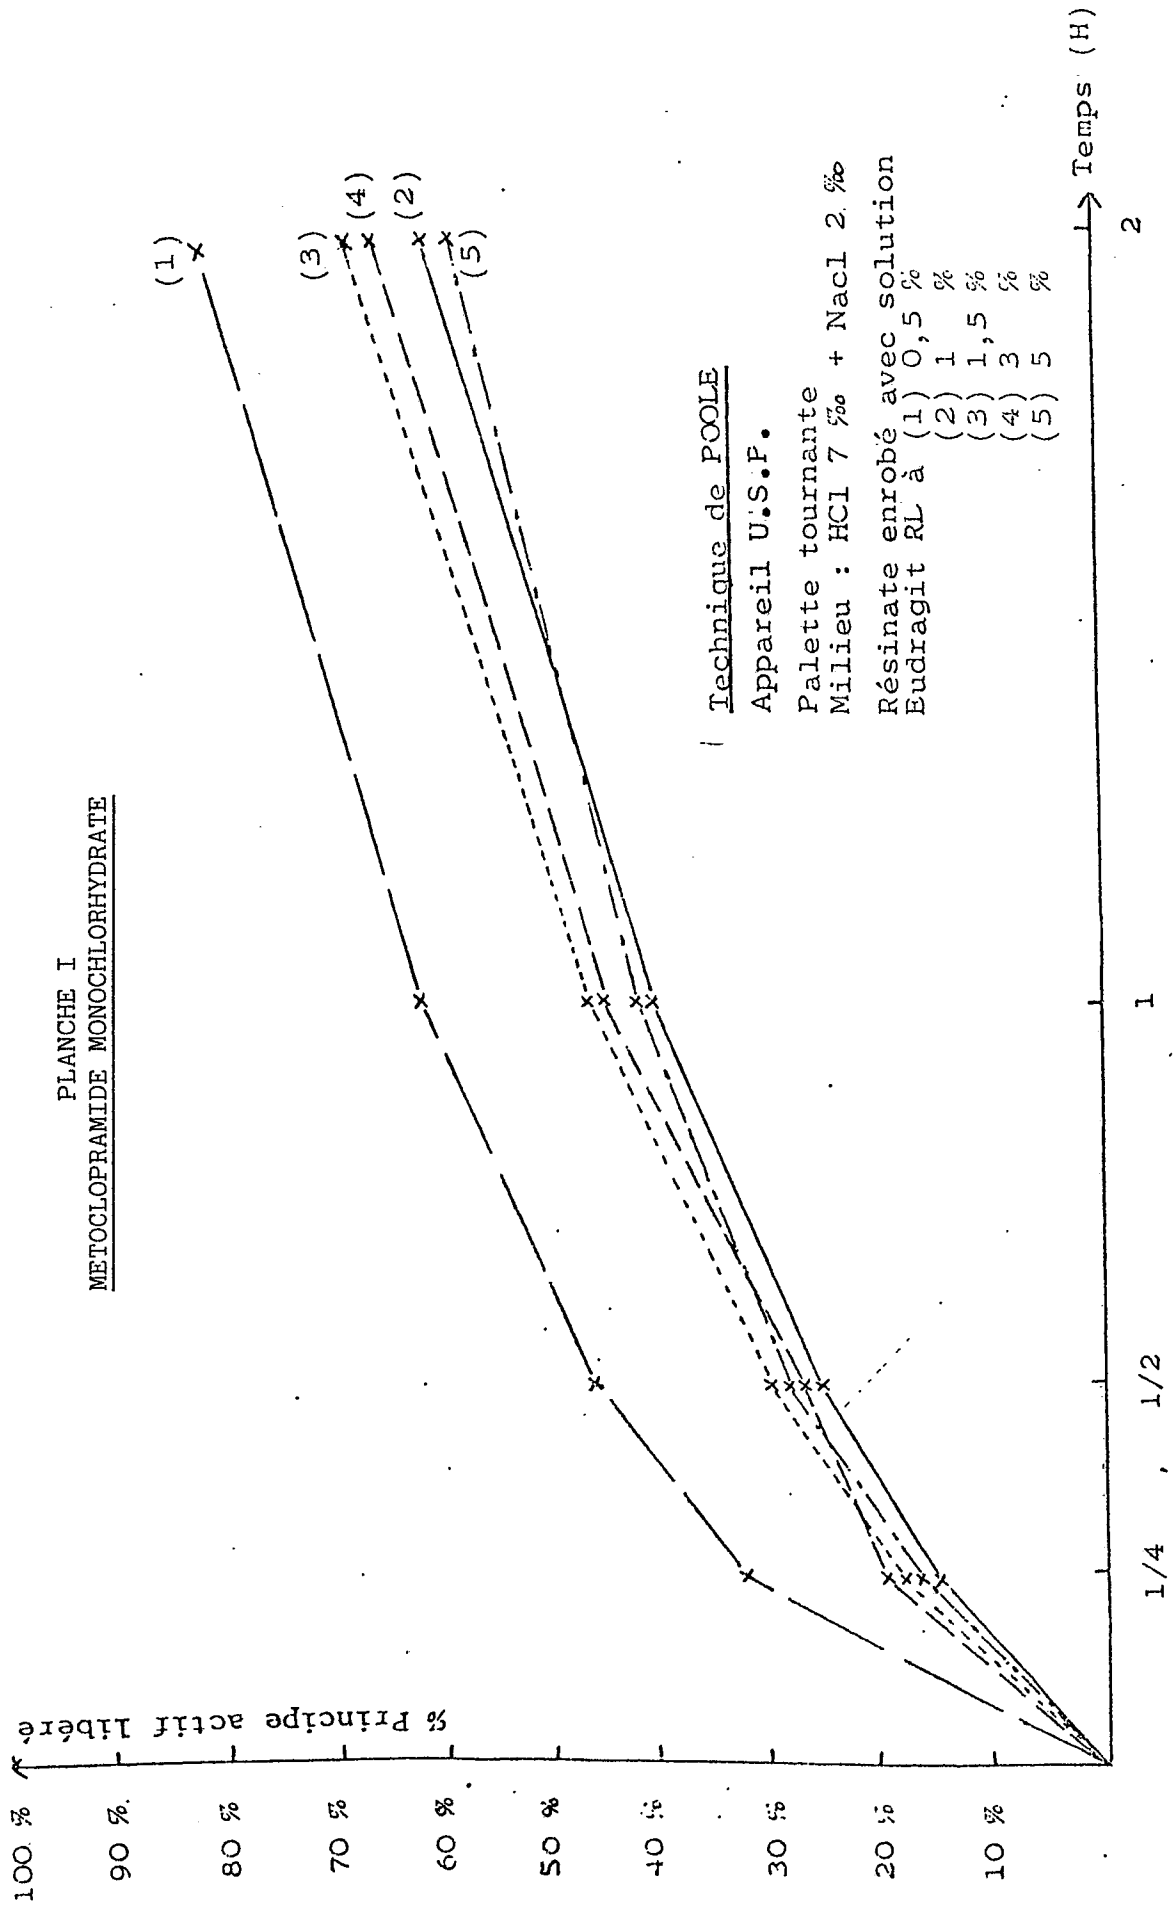 PLANCHE I
METOCLOPRAMIDE MONOCHLORHYDRATE
% Principe actif libéré
100 %
90 %
80 %
70 %
60 %
50 %
40 %
30 %
20 %
10 %
(1)
(3)
(4)
(2)
(5)
Technique de POOLE
Appareil U.S.P.
Palette tournante
Milieu : HCl 7 ‰ + Nacl 2 ‰
Résinate enrobé avec solution
Eudragit RL à (1) 0,5 %
(2) 1 %
(3) 1,5 %
(4) 3 %
(5) 5 %
1/4
1/2
1
2
Temps (H)